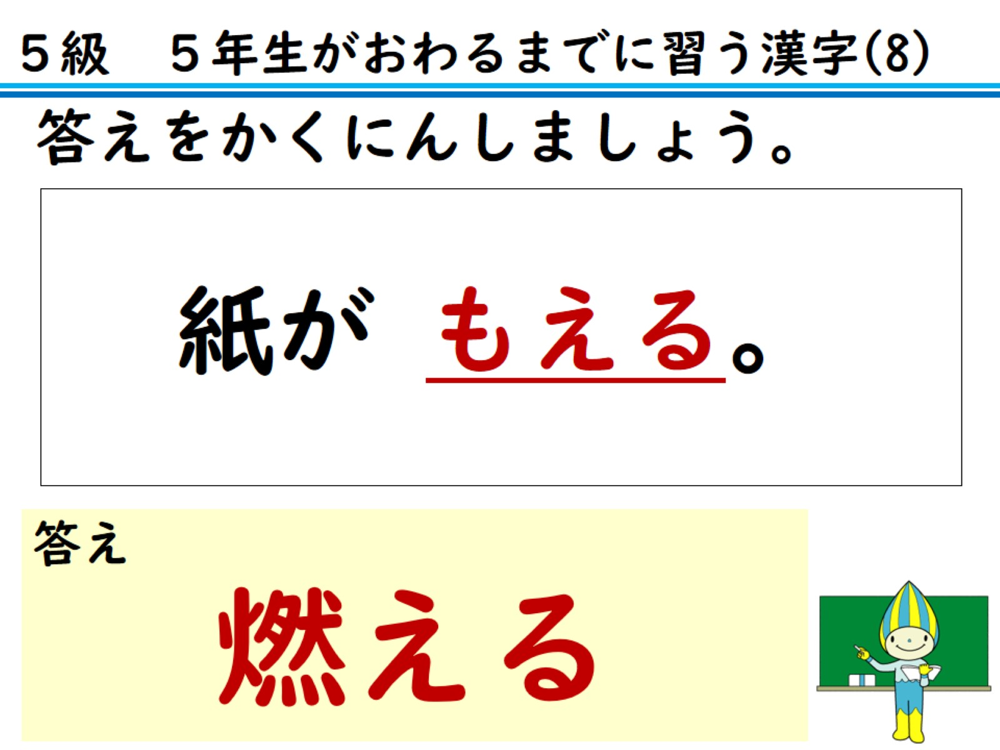 ５級　５年生がおわるまでに習う漢字(8)
答えをかくにんしましょう。
紙が もえる。
答え
燃える